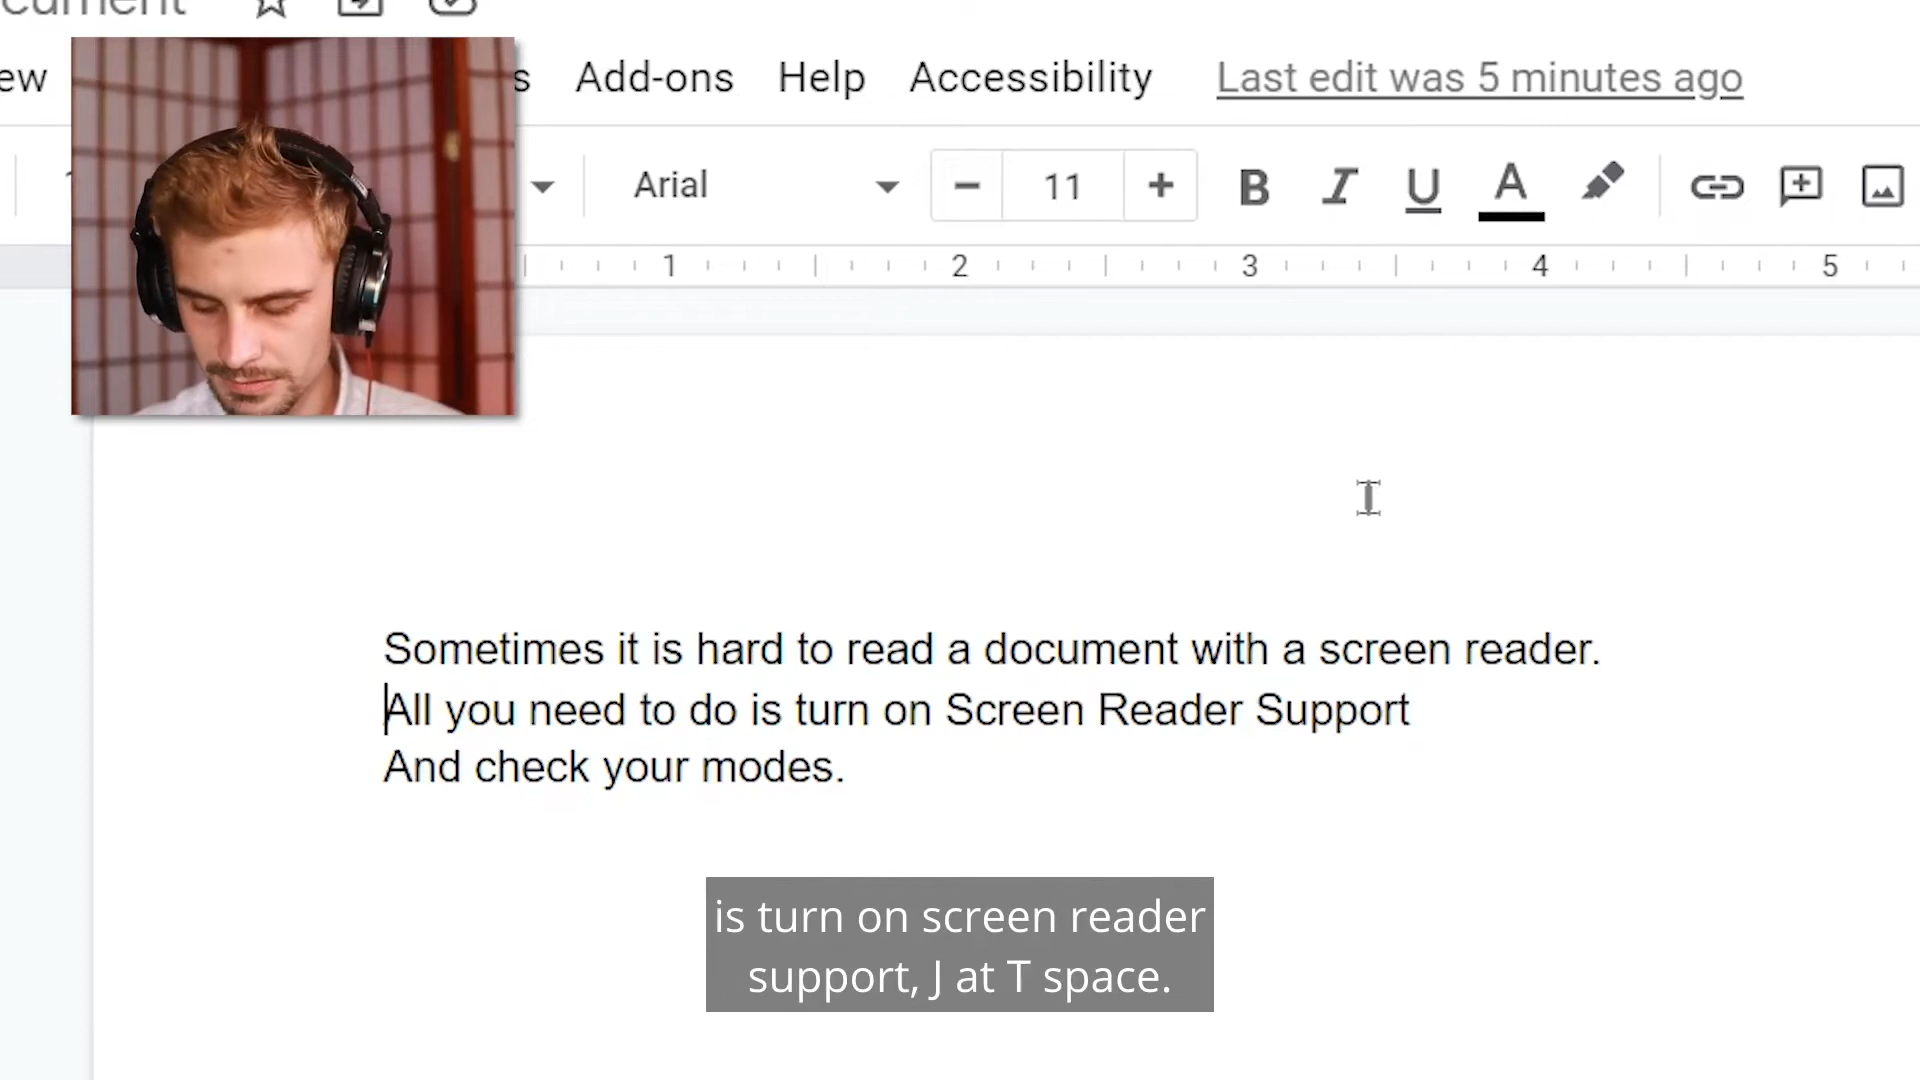 cument
ew s Add-ons Help Accessibility Last edit was 5 minutes ago
Arial 11 B I U A
1 2 3 4 5
Sometimes it is hard to read a document with a screen reader.
All you need to do is turn on Screen Reader Support
And check your modes.
is turn on screen reader
support, J at T space.